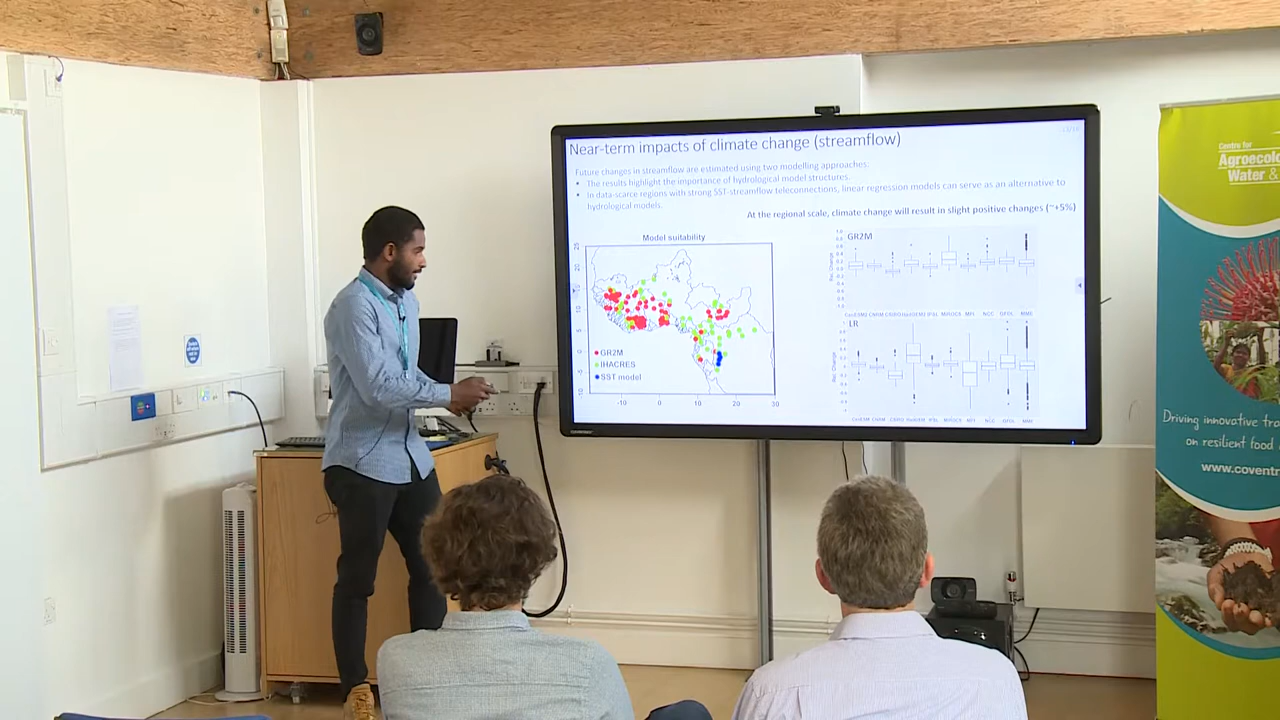 Near-term impacts of climate change (streamflow)
Future changes in streamflow are estimated using two modelling approaches:
• The results highlight the importance of hydrological model structures.
• In data-scarce regions with strong SST-streamflow teleconnections, linear regression models can serve as an alternative to
hydrological models.
At the regional scale, climate change will result in slight positive changes (~+5%)
Model suitability
GR2M
IHACRES
SST model
-10 0 10 20 30
GR2M
LR
Centre for
Agroecol
Water &
Driving innovative tra
on resilient food
www.coventr